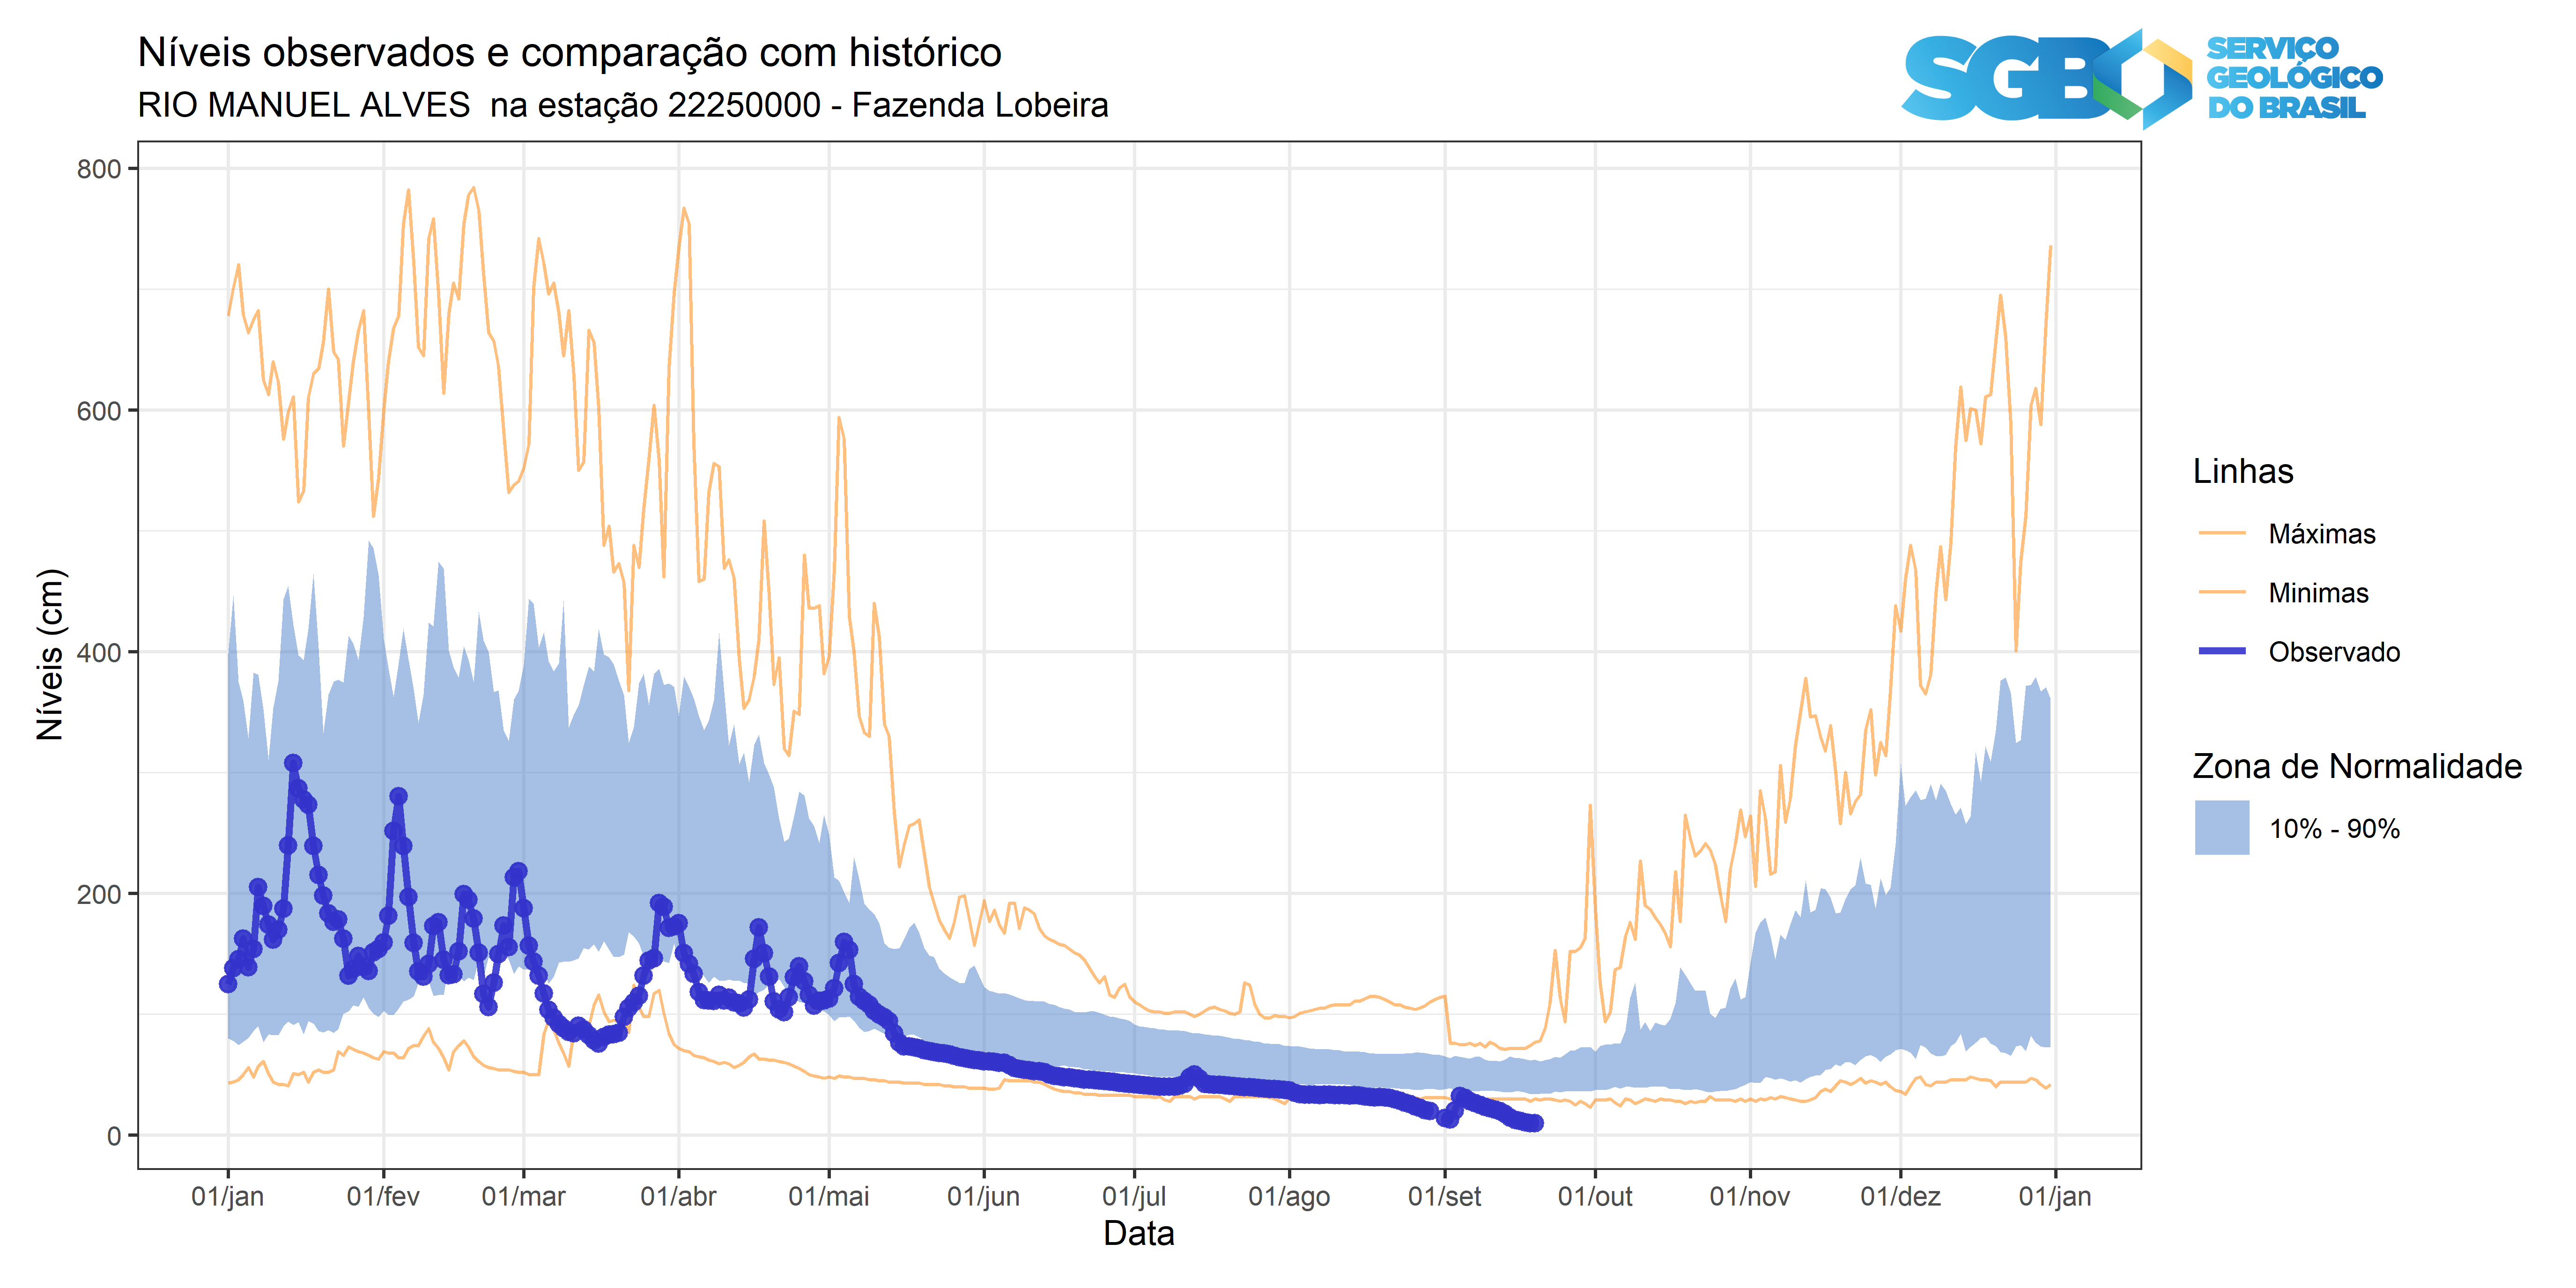 Níveis observados e comparação com histórico
RIO MANUEL ALVES  na estação 22250000 - Fazenda Lobeira
SGB
SERVIÇO
GEOLÓGICO
DO BRASIL
800
600
400
200
0
Níveis (cm)
01/jan
01/fev
01/mar
01/abr
01/mai
01/jun
01/jul
01/ago
01/set
01/out
01/nov
01/dez
01/jan
Data
Linhas
Máximas
Minimas
Observado
Zona de Normalidade
10% - 90%